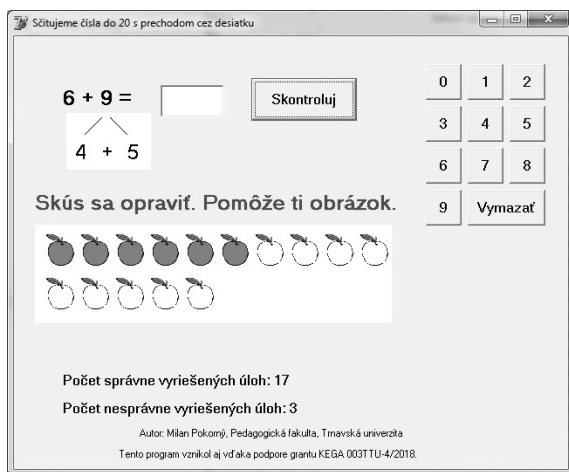 Sčitujeme čísla do 20 s prechodom cez desiatku
6 + 9 =
Skontroluj
4 + 5
0 1 2
3 4 5
6 7 8
9 Vymazať
Skús sa opraviť. Pomôže ti obrázok.
Počet správne vyriešených úloh: 17
Počet nesprávne vyriešených úloh: 3
Autor: Milan Pokorný, Pedagogická fakulta, Trnavská univerzita
Tento program vznikol aj vďaka podpore grantu KEGA 003TTU-4/2018.